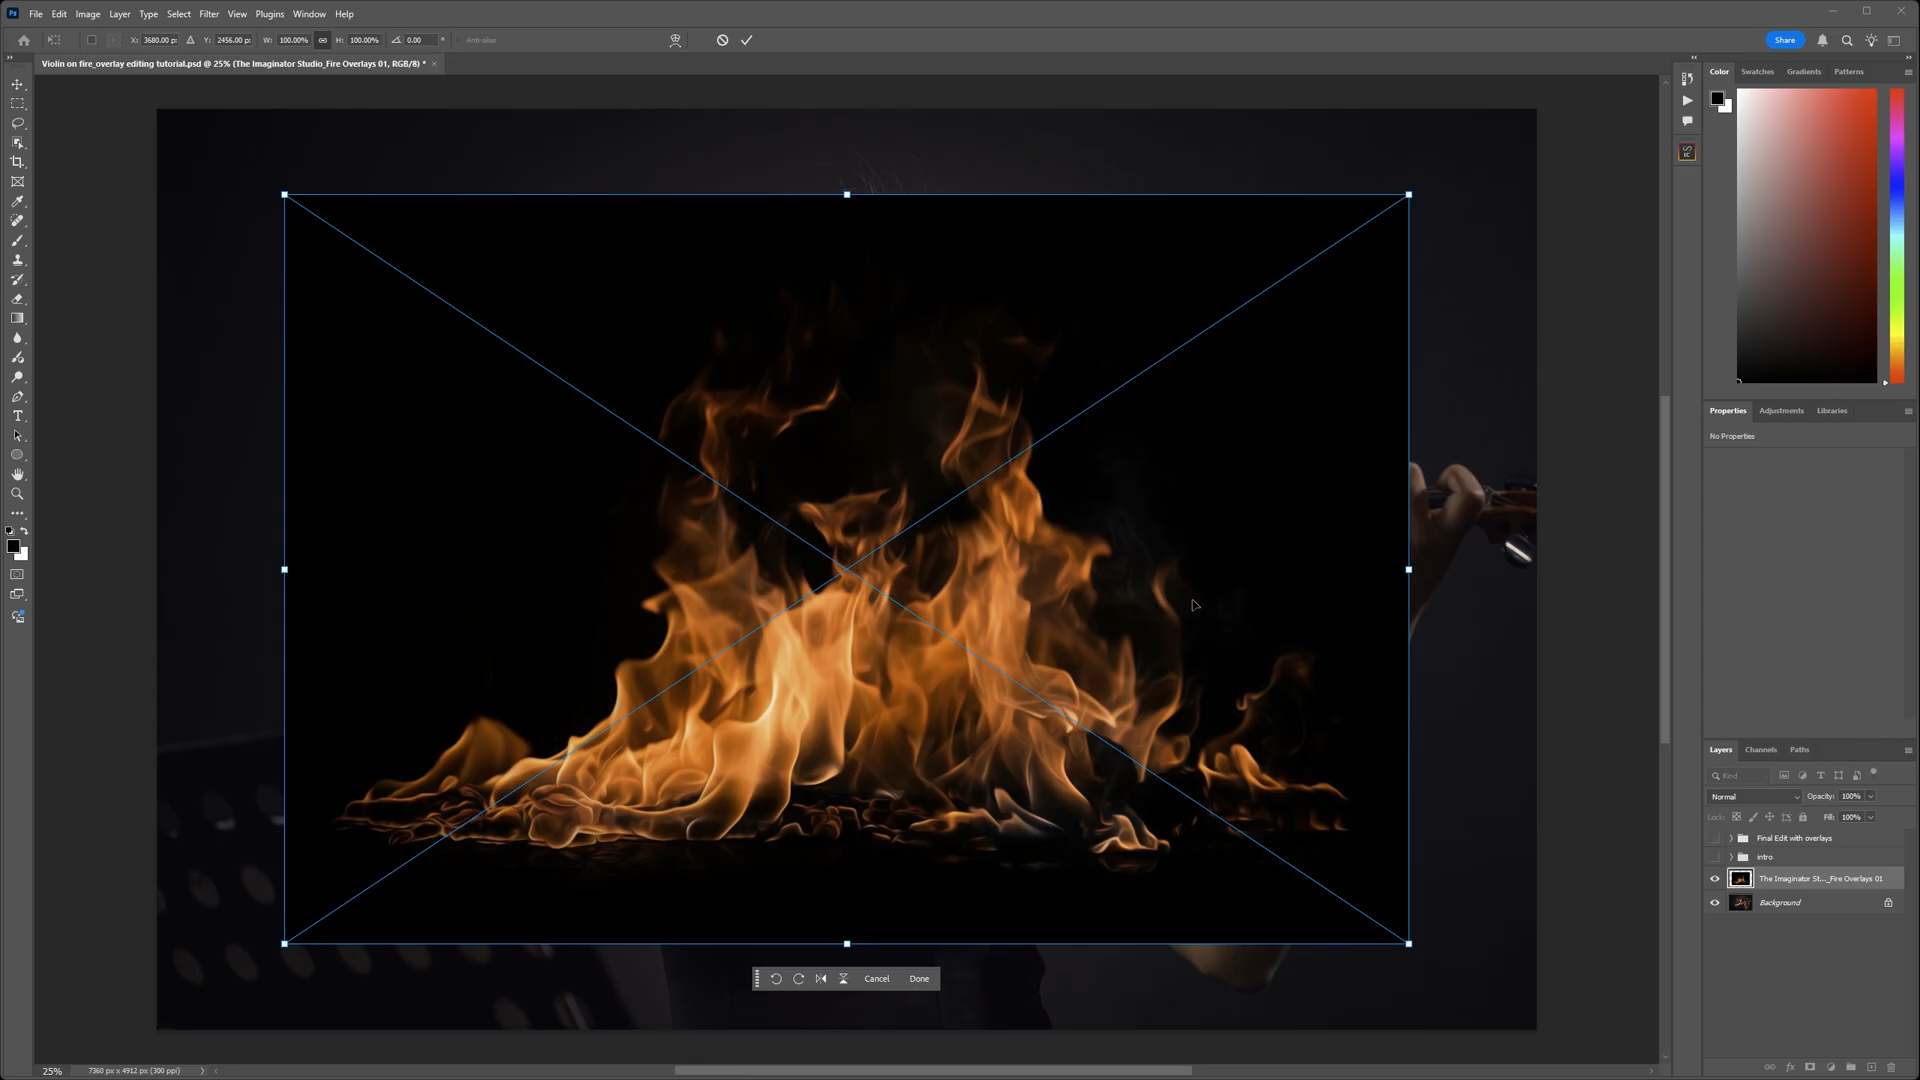 Ps File Edit Image Layer Type Select Filter View Plugins Window Help
X: 3680.00 p: Y: 2456.00 p: W: 100.00% H: 100.00% 0.00 ° Anti-alias Share
Violin on fire_overlay editing tutorial.psd @ 25% (The Imaginator Studio_Fire Overlays 01, RGB/8) *
Color Swatches Gradients Patterns
Properties Adjustments Libraries
No Properties
Layers Channels Paths
Kind
Normal Opacity: 100%
Lock: Fill: 100%
Final Edit with overlays
intro
The Imaginator St..._Fire Overlays 01
Background
Cancel Done
25% 7360 px x 4912 px (300 ppi)